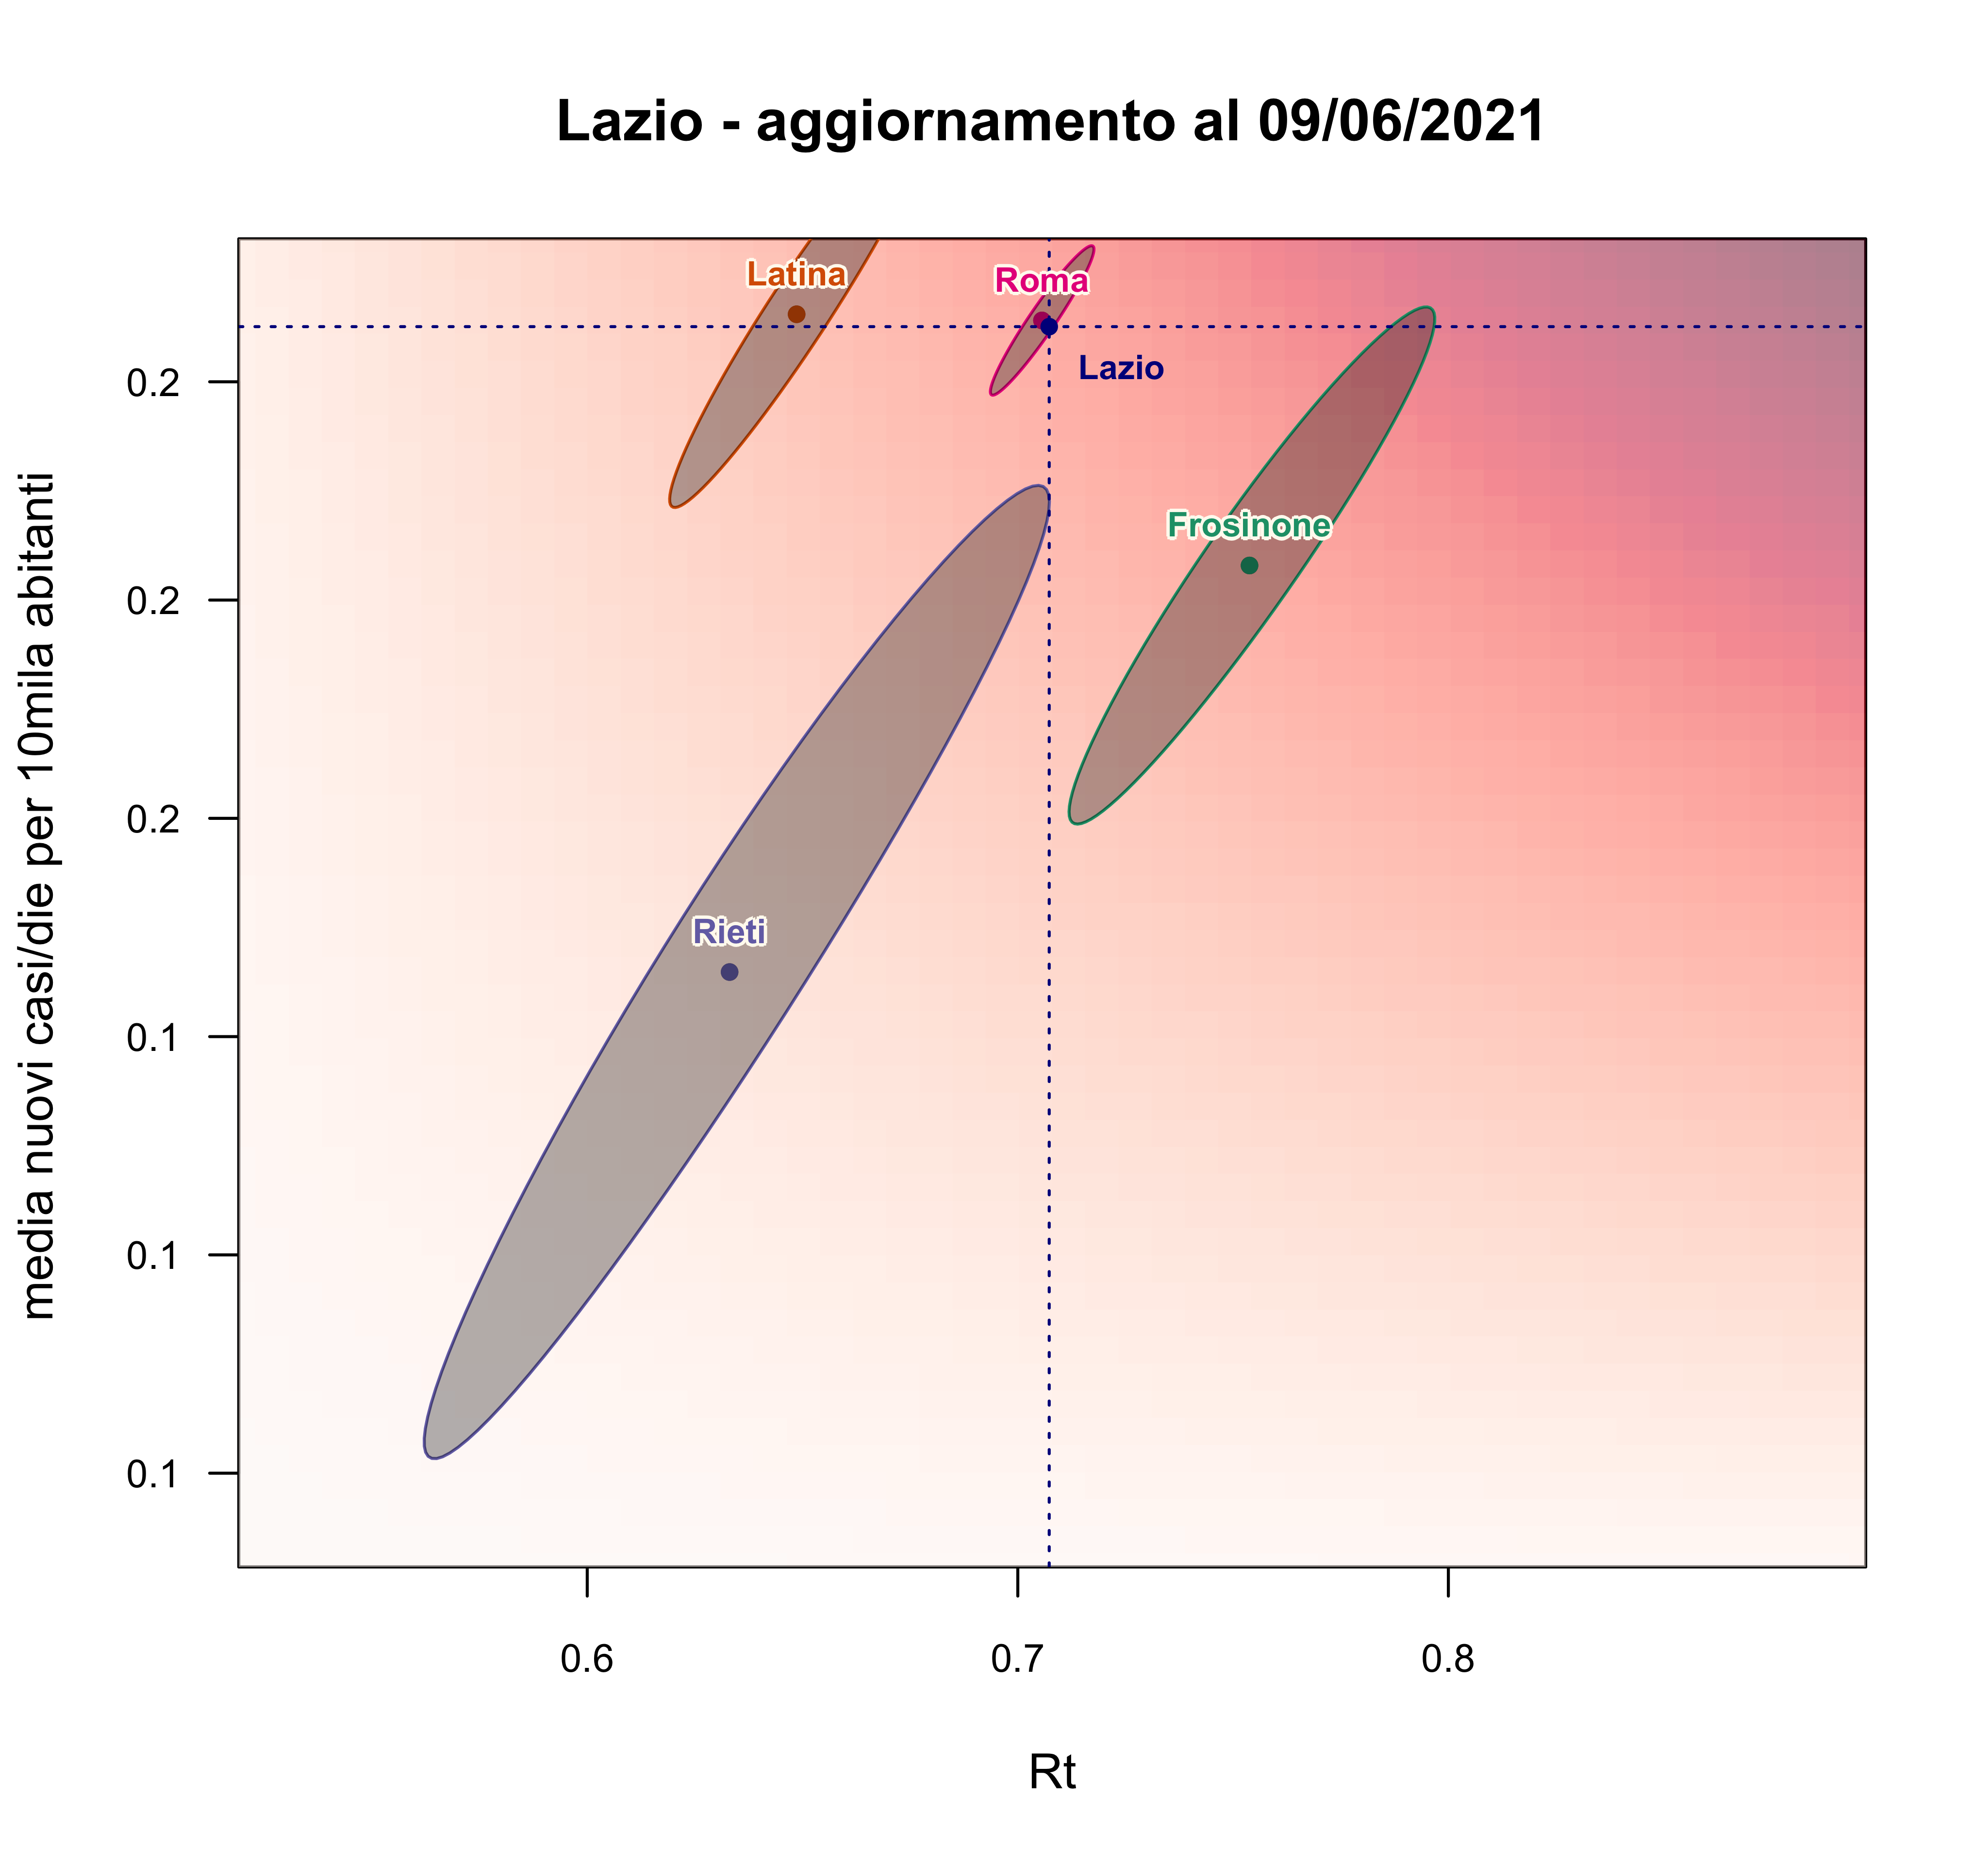 Lazio - aggiornamento al 09/06/2021
Latina
Roma
Lazio
Frosinone
Rieti
media nuovi casi/die per 10mila abitanti
0.2
0.2
0.2
0.1
0.1
0.1
0.6
0.7
0.8
Rt